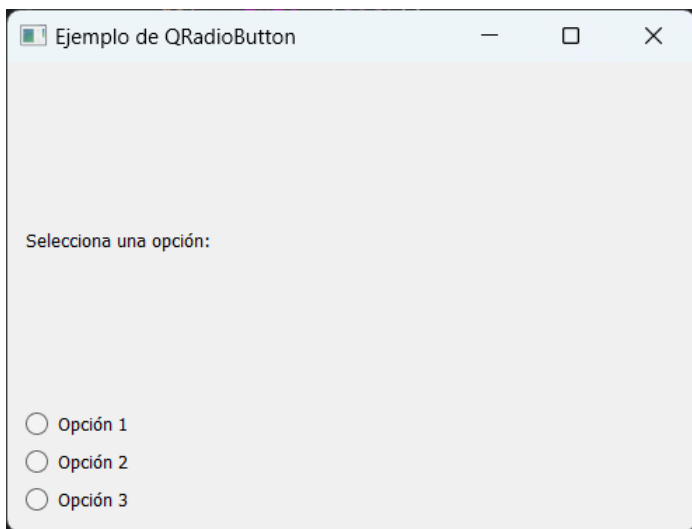 Ejemplo de QRadioButton
Selecciona una opción:
Opción 1
Opción 2
Opción 3